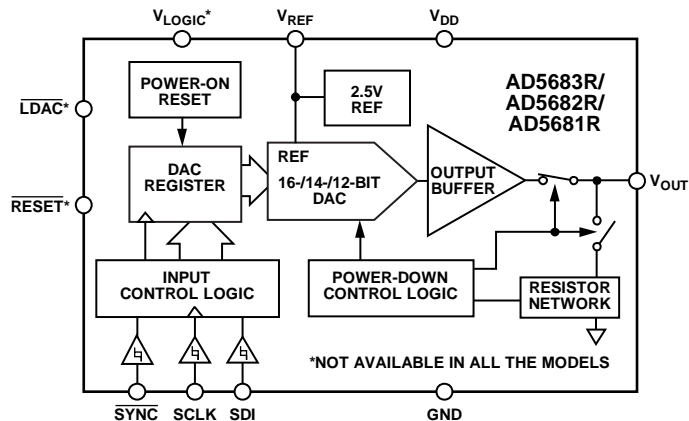 VLOGIC*
VREF
VDD
POWER-ON
RESET
2.5V
REF
AD5683R/
AD5682R/
AD5681R
LDAC*
DAC
REGISTER
REF
16-/14-/12-BIT
DAC
OUTPUT
BUFFER
VOUT
RESET*
INPUT
CONTROL LOGIC
POWER-DOWN
CONTROL LOGIC
RESISTOR
NETWORK
*NOT AVAILABLE IN ALL THE MODELS
SYNC
SCLK
SDI
GND